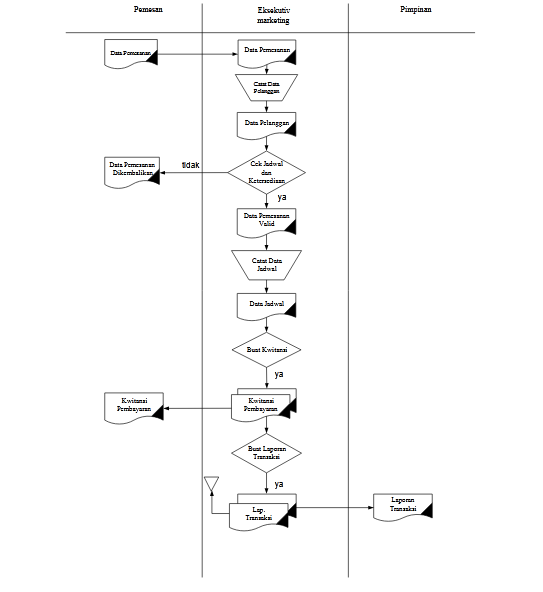 Pemesan
Eksekutiv
marketing
Pimpinan
Data Pemesanan
Data Pemesanan
Catat Data
Pelanggan
Data Pelanggan
Data Pemesanan
Dikembalikan
tidak
Cek Jadwal
dan
Ketersediaan
ya
Data Pemesanan
Valid
Catat Data
Jadwal
Data Jadwal
Buat Kwitansi
ya
Kwitansi
Pembayaran
Kwitansi
Pembayaran
Buat Laporan
Transaksi
ya
Lap.
Transaksi
Laporan
Transaksi